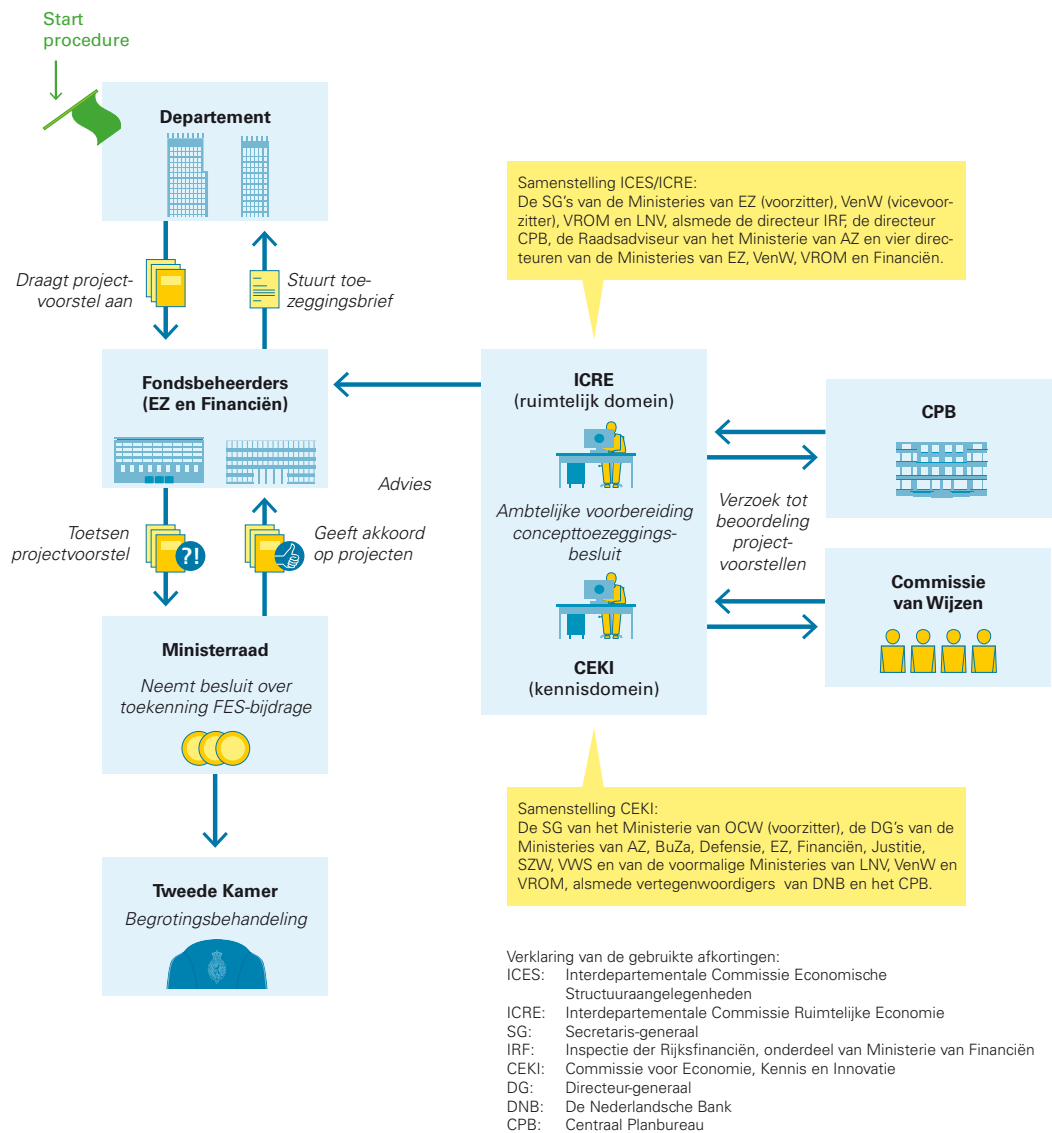 Start
procedure
Departement
Draagt project-
voorstel aan
Stuurt toe-
zeggingsbrief
Fondsbeheerders
(EZ en Financiën)
Toetsen
projectvoorstel
?!
Geeft akkoord
op projecten
Advies
Ministerraad
Neemt besluit over
toekenning FES-bijdrage
Tweede Kamer
Begrotingsbehandeling
Samenstelling ICES/ICRE:
De SG's van de Ministeries van EZ (voorzitter), VenW (vicevoor-
zitter), VROM en LNV, alsmede de directeur IRF, de directeur
CPB, de Raadsadviseur van het Ministerie van AZ en vier direc-
teuren van de Ministeries van EZ, VenW, VROM en Financiën.
ICRE
(ruimtelijk domein)
Ambtelijke voorbereiding
concepttoezeggings-
besluit
CEKI
(kennisdomein)
Verzoek tot
beoordeling
project-
voorstellen
CPB
Commissie
van Wijzen
Samenstelling CEKI:
De SG van het Ministerie van OCW (voorzitter), de DG's van de
Ministeries van AZ, BuZa, Defensie, EZ, Financiën, Justitie,
SZW, VWS en van de voormalige Ministeries van LNV, VenW en
VROM, alsmede vertegenwoordigers van DNB en het CPB.
Verklaring van de gebruikte afkortingen:
ICES: Interdepartementale Commissie Economische
Structuuraangelegenheden
ICRE: Interdepartementale Commissie Ruimtelijke Economie
SG: Secretaris-generaal
IRF: Inspectie der Rijksfinanciën, onderdeel van Ministerie van Financiën
CEKI: Commissie voor Economie, Kennis en Innovatie
DG: Directeur-generaal
DNB: De Nederlandsche Bank
CPB: Centraal Planbureau